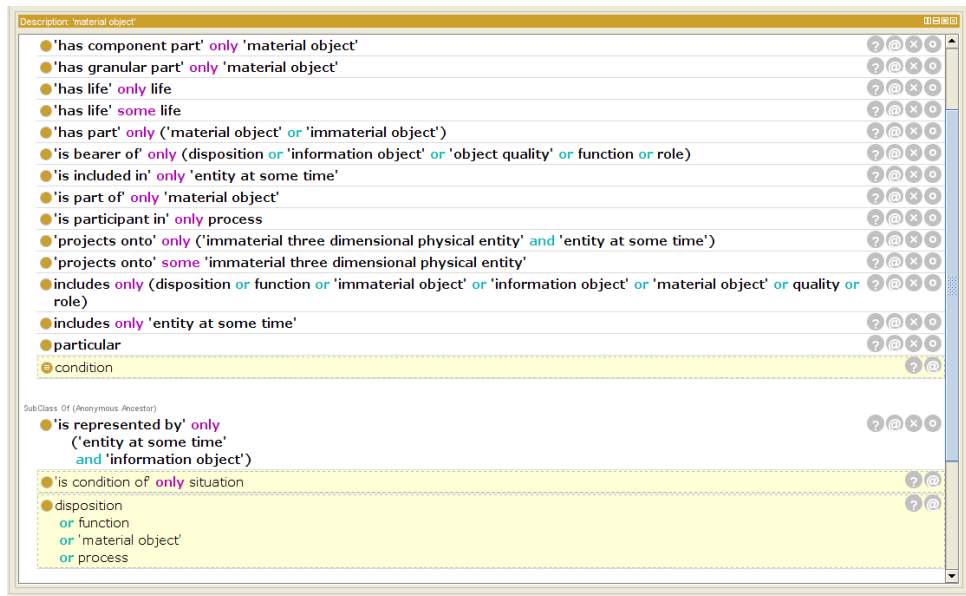 Description: 'material object'
'has component part' only 'material object'
'has granular part' only 'material object'
'has life' only life
'has life' some life
'has part' only ('material object' or 'immaterial object')
'is bearer of' only (disposition or 'information object' or 'object quality' or function or role)
'is included in' only 'entity at some time'
'is part of' only 'material object'
'is participant in' only process
'projects onto' only ('immaterial three dimensional physical entity' and 'entity at some time')
'projects onto' some 'immaterial three dimensional physical entity'
includes only (disposition or function or 'immaterial object' or 'information object' or 'material object' or quality or
role)
includes only 'entity at some time'
particular
condition
SubClass Of (Anonymous Ancestor)
'is represented by' only
('entity at some time'
and 'information object')
'is condition of' only situation
disposition
or function
or 'material object'
or process